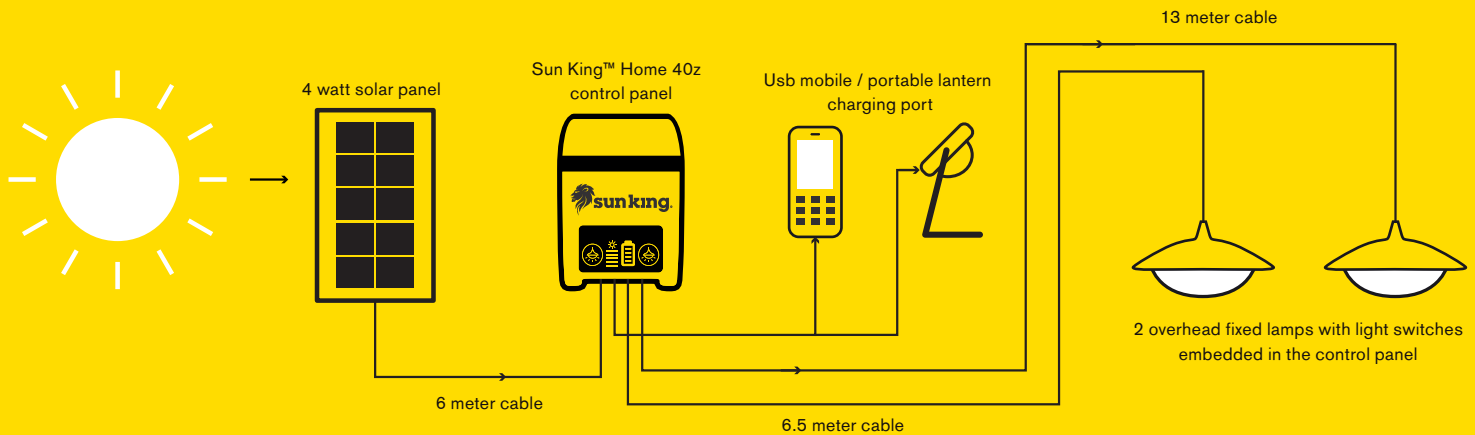 13 meter cable
Sun King™ Home 40z
control panel
4 watt solar panel
Usb mobile / portable lantern
charging port
sunking.
2 overhead fixed lamps with light switches
embedded in the control panel
6 meter cable
6.5 meter cable